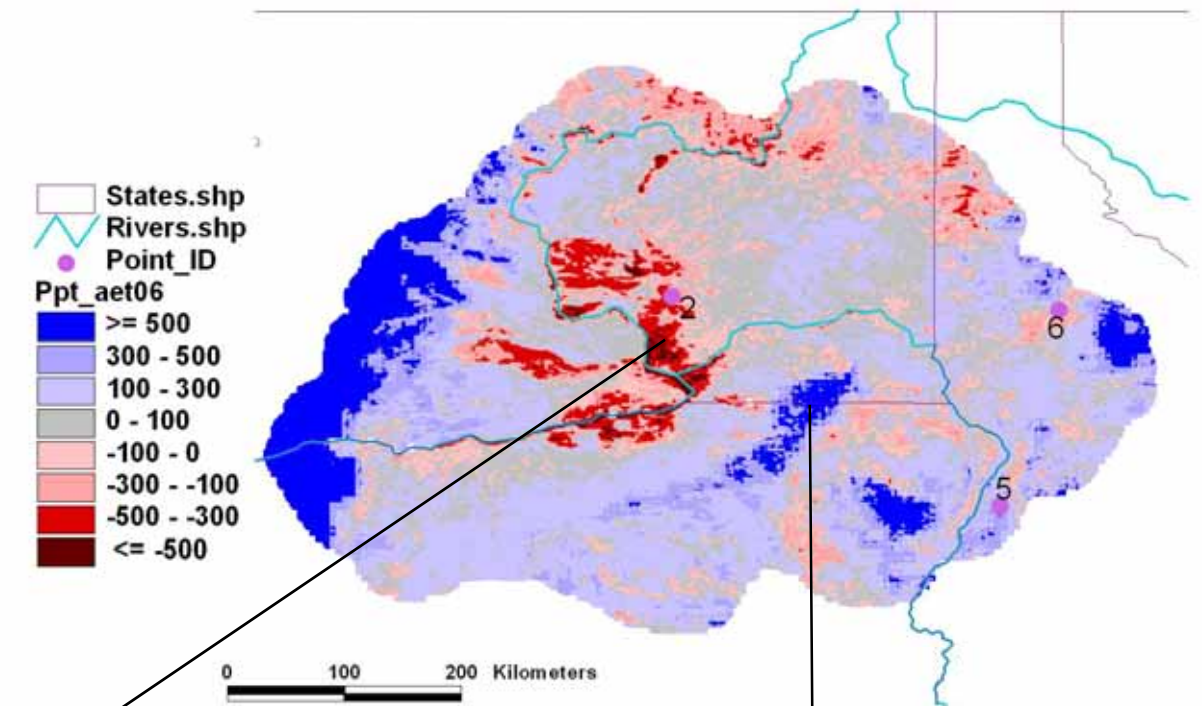 States.shp
Rivers.shp
Point_ID
Ppt_aet06
>= 500
300 - 500
100 - 300
0 - 100
-100 - 0
-300 - -100
-500 - -300
<= -500
2
6
5
0 100 200 Kilometers